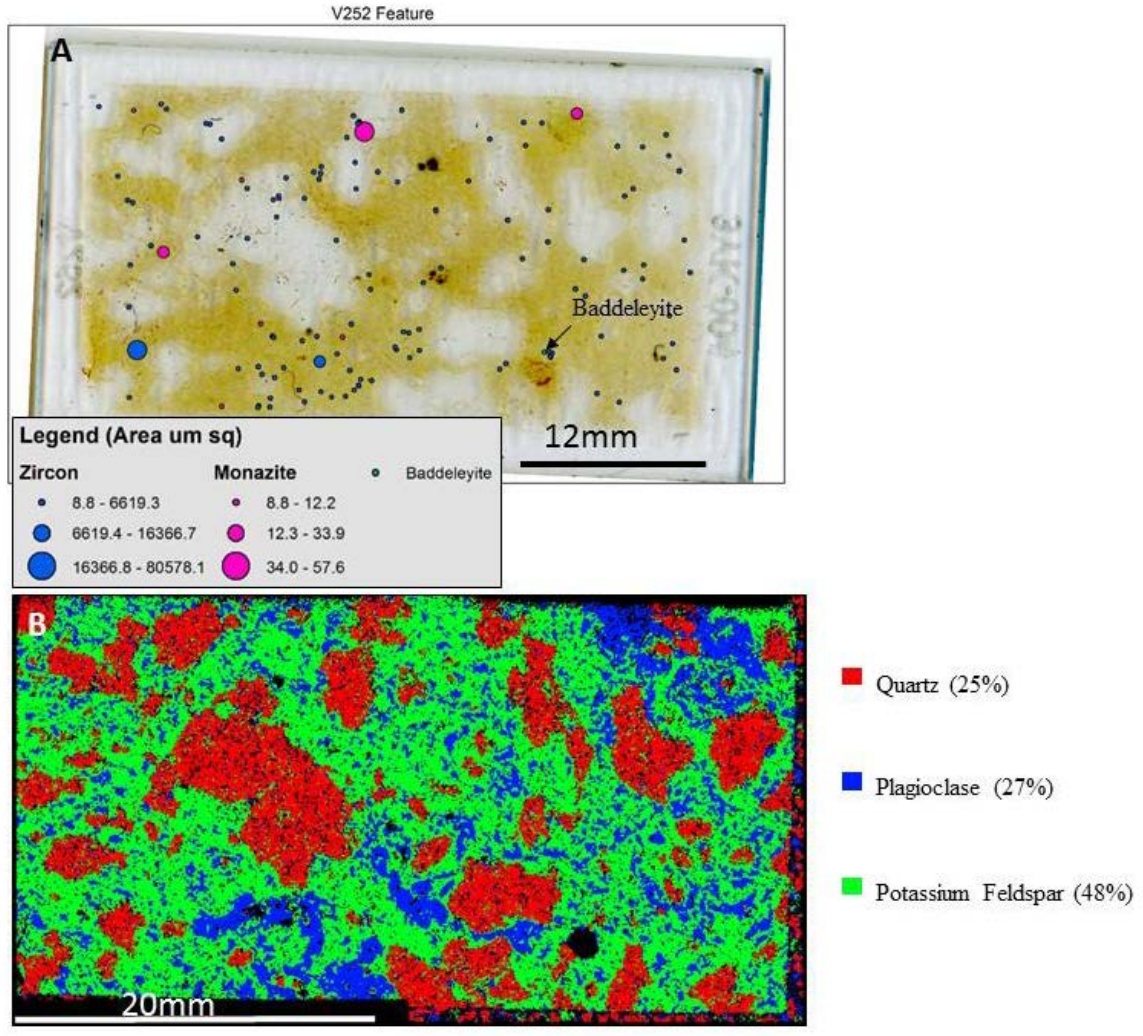 V252 Feature
A
Baddeleyite
12mm
Legend (Area um sq)
Zircon Monazite Baddeleyite
8.8 - 6619.3 8.8 - 12.2
6619.4 - 16366.7 12.3 - 33.9
16366.8 - 80578.1 34.0 - 57.6
B
Quartz (25%)
Plagioclase (27%)
Potassium Feldspar (48%)
20mm